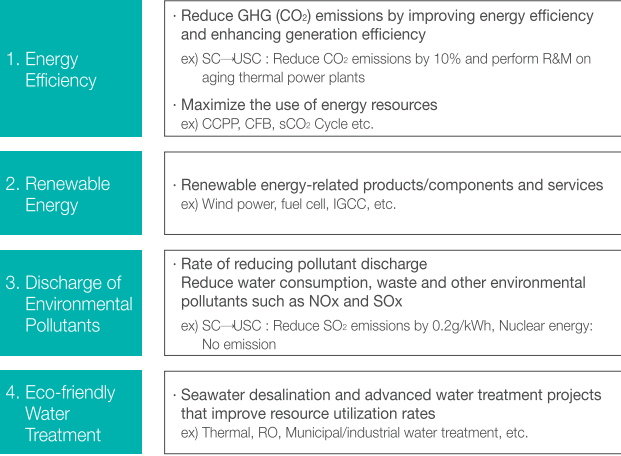 1. Energy
Efficiency
· Reduce GHG (CO₂) emissions by improving energy efficiency
and enhancing generation efficiency
ex) SC→USC : Reduce CO₂ emissions by 10% and perform R&M on
aging thermal power plants
· Maximize the use of energy resources
ex) CCPP, CFB, sCO₂ Cycle etc.
2. Renewable
Energy
· Renewable energy-related products/components and services
ex) Wind power, fuel cell, IGCC, etc.
3. Discharge of
Environmental
Pollutants
· Rate of reducing pollutant discharge
Reduce water consumption, waste and other environmental
pollutants such as NOx and SOx
ex) SC→USC : Reduce SO₂ emissions by 0.2g/kWh, Nuclear energy:
No emission
4. Eco-friendly
Water
Treatment
· Seawater desalination and advanced water treatment projects
that improve resource utilization rates
ex) Thermal, RO, Municipal/industrial water treatment, etc.